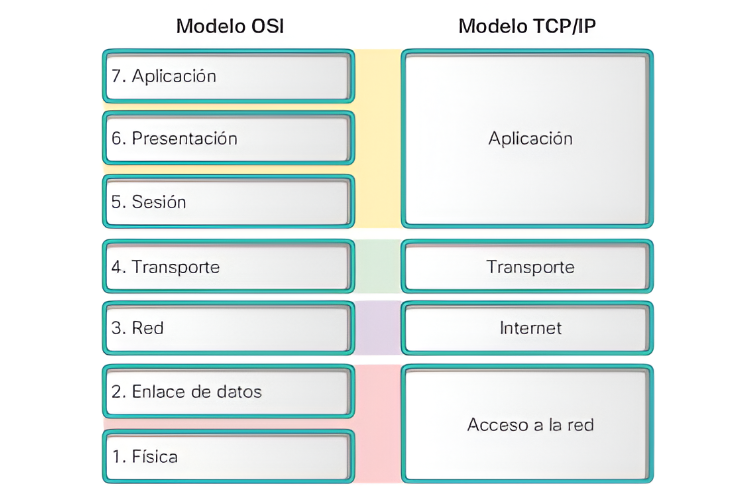 Modelo OSI
Modelo TCP/IP
7. Aplicación
6. Presentación
5. Sesión
Aplicación
4. Transporte
Transporte
3. Red
Internet
2. Enlace de datos
1. Física
Acceso a la red